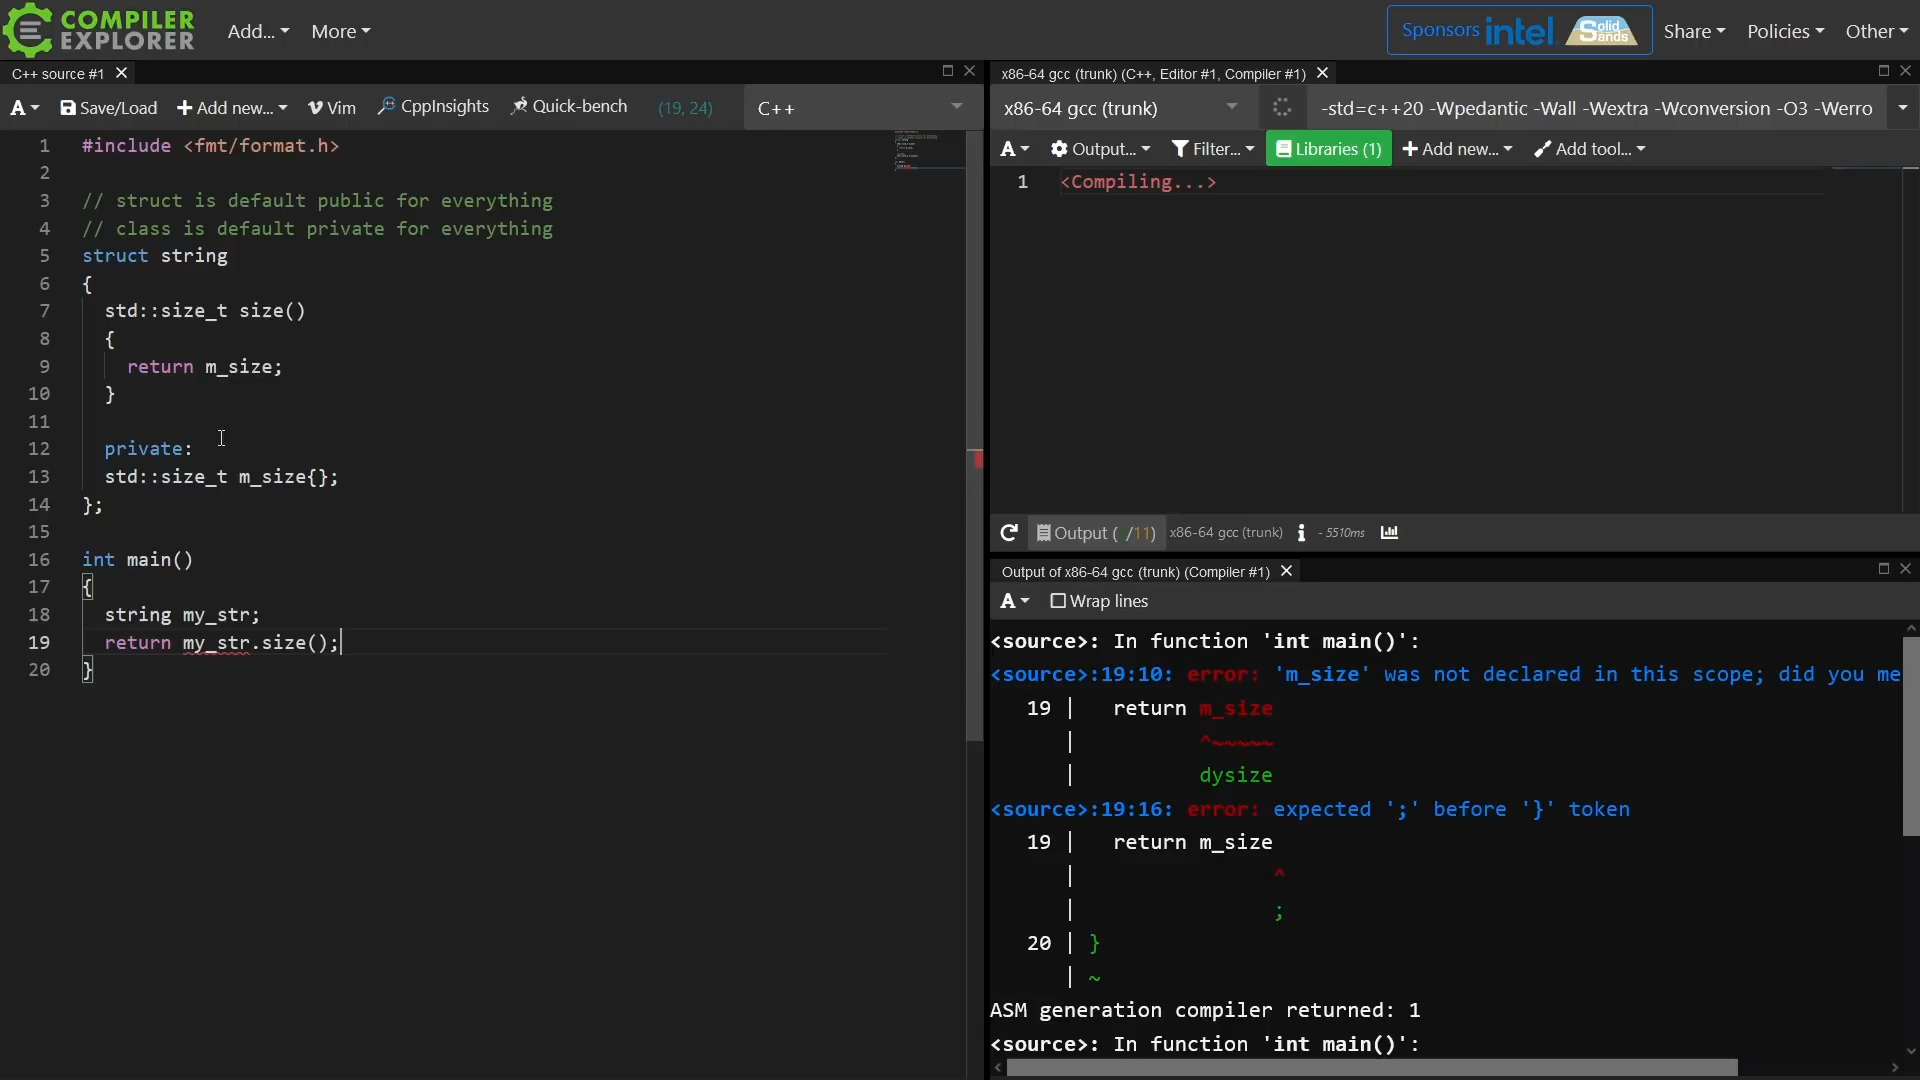 COMPILER
EXPLORER
Add...
More
Sponsors intel Solid Sands
Share
Policies
Other
C++ source #1
A
Save/Load
Add new...
Vim
CppInsights
Quick-bench
(19, 24)
C++
1 #include <fmt/format.h>
2
3 // struct is default public for everything
4 // class is default private for everything
5 struct string
6 {
7 std::size_t size()
8 {
9 return m_size;
10 }
11
12 private:
13 std::size_t m_size{};
14 };
15
16 int main()
17 {
18 string my_str;
19 return my_str.size();
20 }
x86-64 gcc (trunk) (C++, Editor #1, Compiler #1)
x86-64 gcc (trunk)
-std=c++20 -Wpedantic -Wall -Wextra -Wconversion -O3 -Werro
A
Output...
Filter...
Libraries (1)
Add new...
Add tool...
1 <Compiling...>
Output ( /11) x86-64 gcc (trunk) i - 5510ms
Output of x86-64 gcc (trunk) (Compiler #1)
A
Wrap lines
<source>: In function 'int main()':
<source>:19:10: error: 'm_size' was not declared in this scope; did you me
19 | return m_size
| ^~~~~~
| dysize
<source>:19:16: error: expected ';' before '}' token
19 | return m_size
| ^
| ;
20 | }
| ~
ASM generation compiler returned: 1
<source>: In function 'int main()':